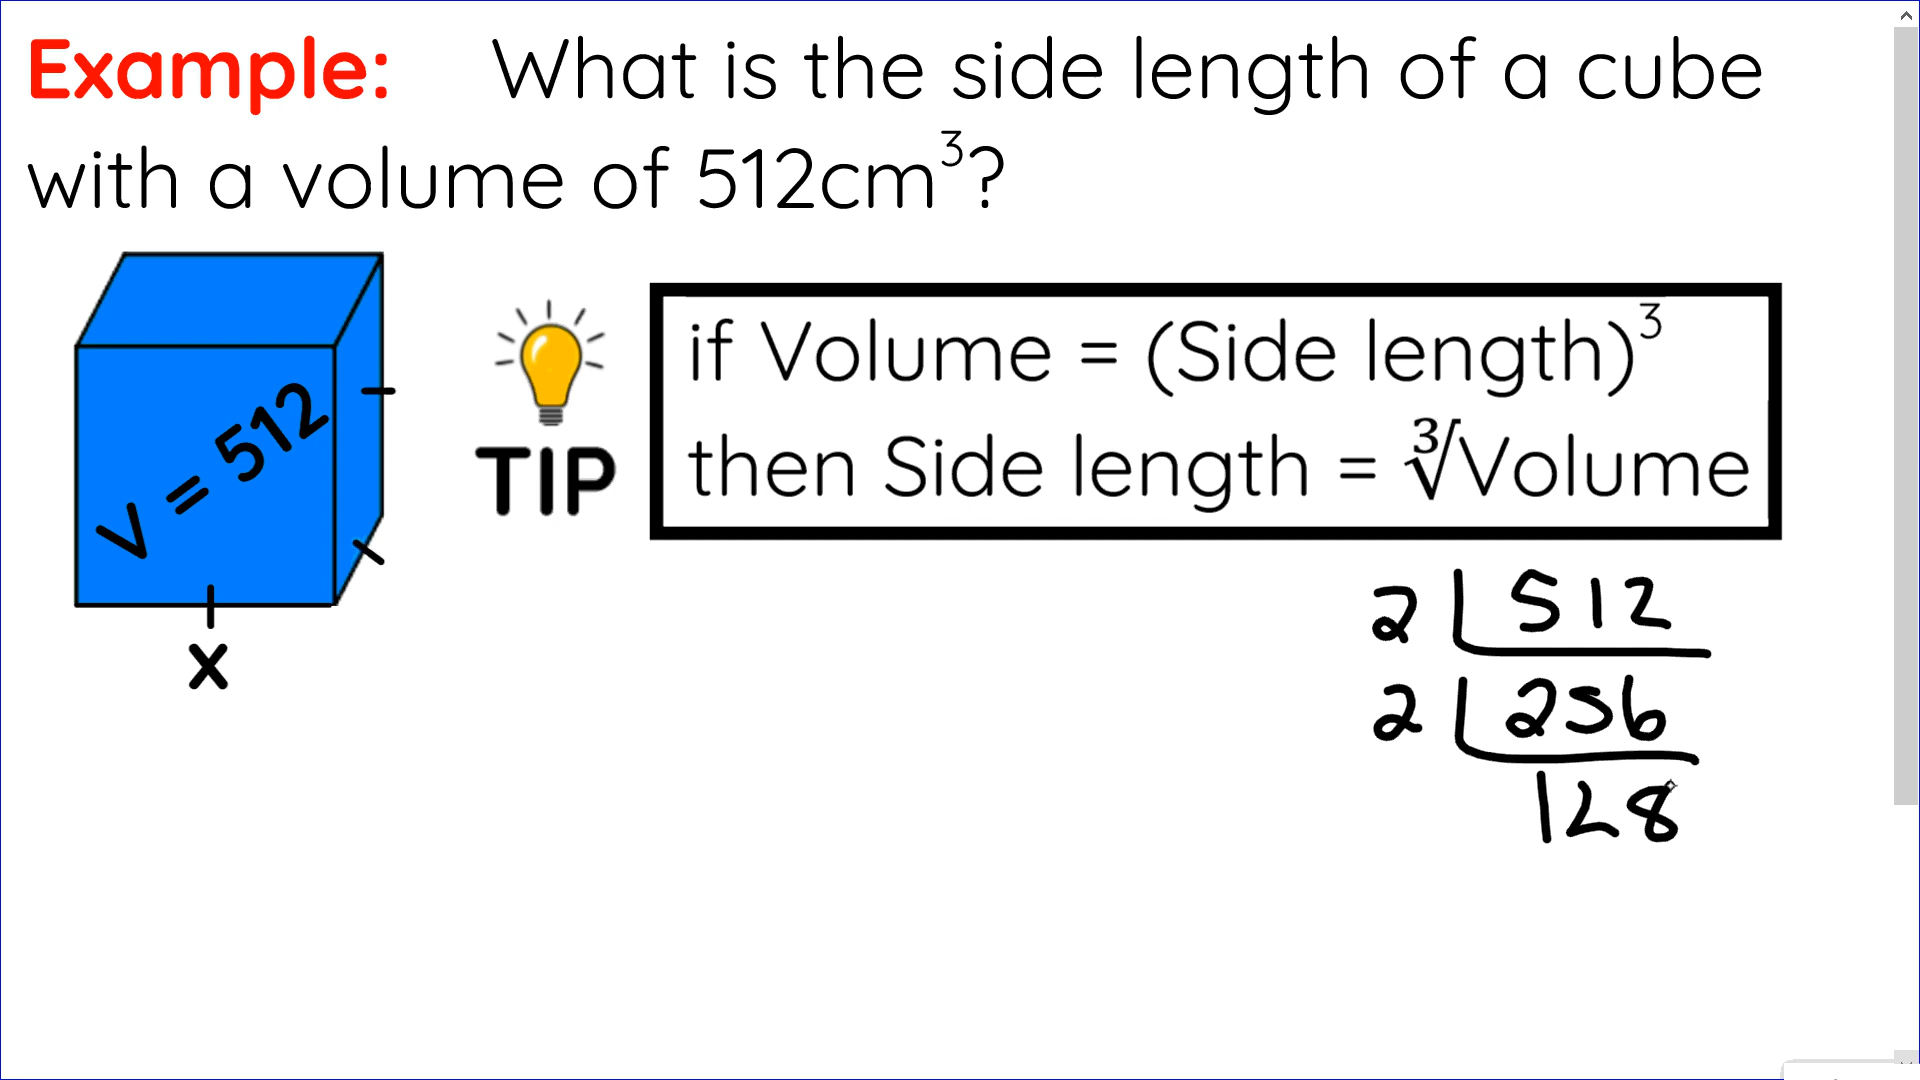 Example: What is the side length of a cube
with a volume of 512cm³?
V = 512
x
TIP
if Volume = (Side length)³
then Side length = ∛Volume
2 512
2 256
128